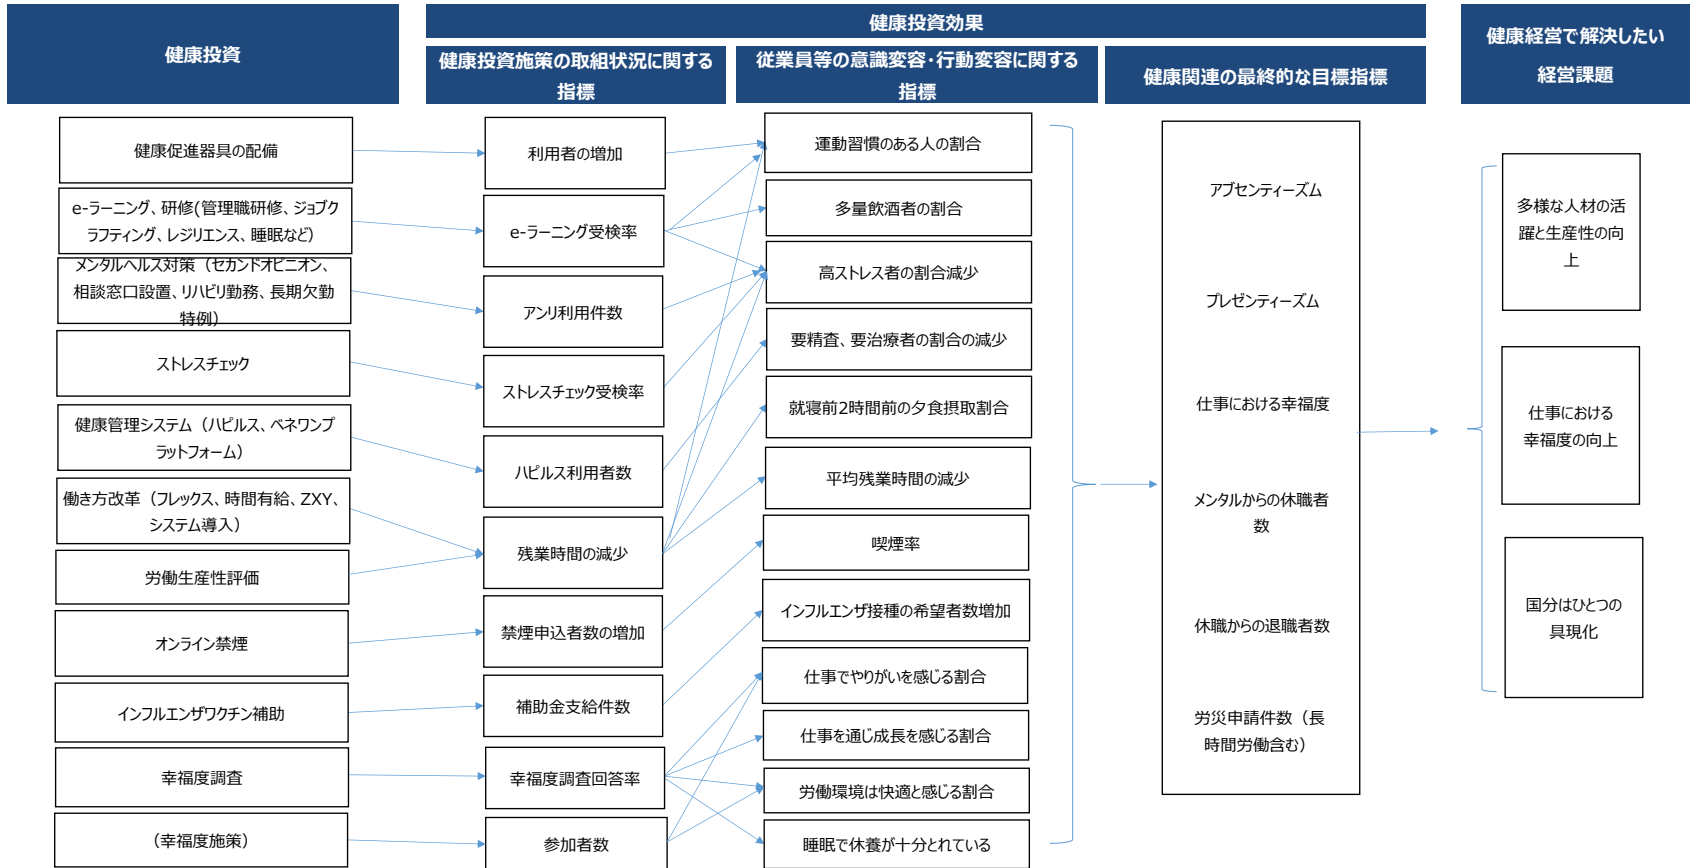 健康投資
健康投資効果
健康経営で解決したい
経営課題
健康投資施策の取組状況に関する
指標
従業員等の意識変容・行動変容に関する
指標
健康関連の最終的な目標指標
健康促進器具の配備
e-ラーニング、研修(管理職研修、ジョブク
ラフティング、レジリエンス、睡眠など)
メンタルヘルス対策（セカンドオピニオン、
相談窓口設置、リハビリ勤務、長期欠勤
特例）
ストレスチェック
健康管理システム（ハピルス、ベネワンプ
ラットフォーム）
働き方改革（フレックス、時間有給、ZXY、
システム導入）
労働生産性評価
オンライン禁煙
インフルエンザワクチン補助
幸福度調査
（幸福度施策）
利用者の増加
e-ラーニング受検率
アンリ利用件数
ストレスチェック受検率
ハピルス利用者数
残業時間の減少
禁煙申込者数の増加
補助金支給件数
幸福度調査回答率
参加者数
運動習慣のある人の割合
多量飲酒者の割合
高ストレス者の割合減少
要精査、要治療者の割合の減少
就寝前2時間前の夕食摂取割合
平均残業時間の減少
喫煙率
インフルエンザ接種の希望者数増加
仕事でやりがいを感じる割合
仕事を通じ成長を感じる割合
労働環境は快適と感じる割合
睡眠で休養が十分とれている
アブセンティーズム
プレゼンティーズム
仕事における幸福度
メンタルからの休職者
数
休職からの退職者数
労災申請件数（長
時間労働含む）
多様な人材の活
躍と生産性の向
上
仕事における
幸福度の向上
国分はひとつの
具現化